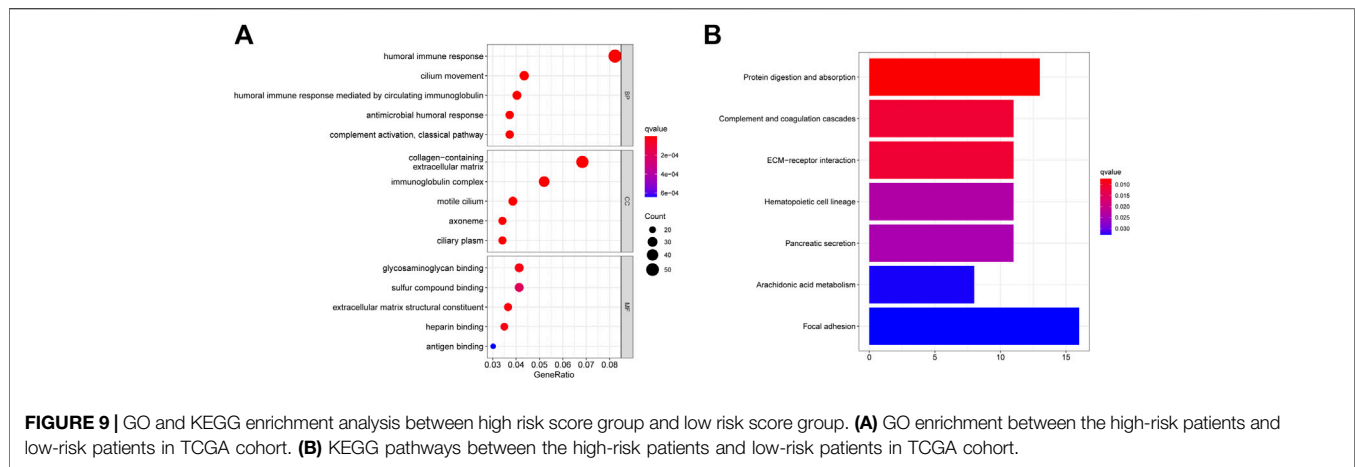 A
humoral immune response
cilium movement
humoral immune response mediated by circulating immunoglobulin
antimicrobial humoral response
complement activation, classical pathway
BP
collagen−containing
extracellular matrix
immunoglobulin complex
motile cilium
axoneme
ciliary plasm
CC
glycosaminoglycan binding
sulfur compound binding
extracellular matrix structural constituent
heparin binding
antigen binding
MF
0.03 0.04 0.05 0.06 0.07 0.08
GeneRatio
qvalue
2e−04
4e−04
6e−04
Count
20
30
40
50
B
Protein digestion and absorption
Complement and coagulation cascades
ECM−receptor interaction
Hematopoietic cell lineage
Pancreatic secretion
Arachidonic acid metabolism
Focal adhesion
0 5 10 15
qvalue
0.010
0.015
0.020
0.025
0.030
FIGURE 9 | GO and KEGG enrichment analysis between high risk score group and low risk score group. (A) GO enrichment between the high-risk patients and
low-risk patients in TCGA cohort. (B) KEGG pathways between the high-risk patients and low-risk patients in TCGA cohort.